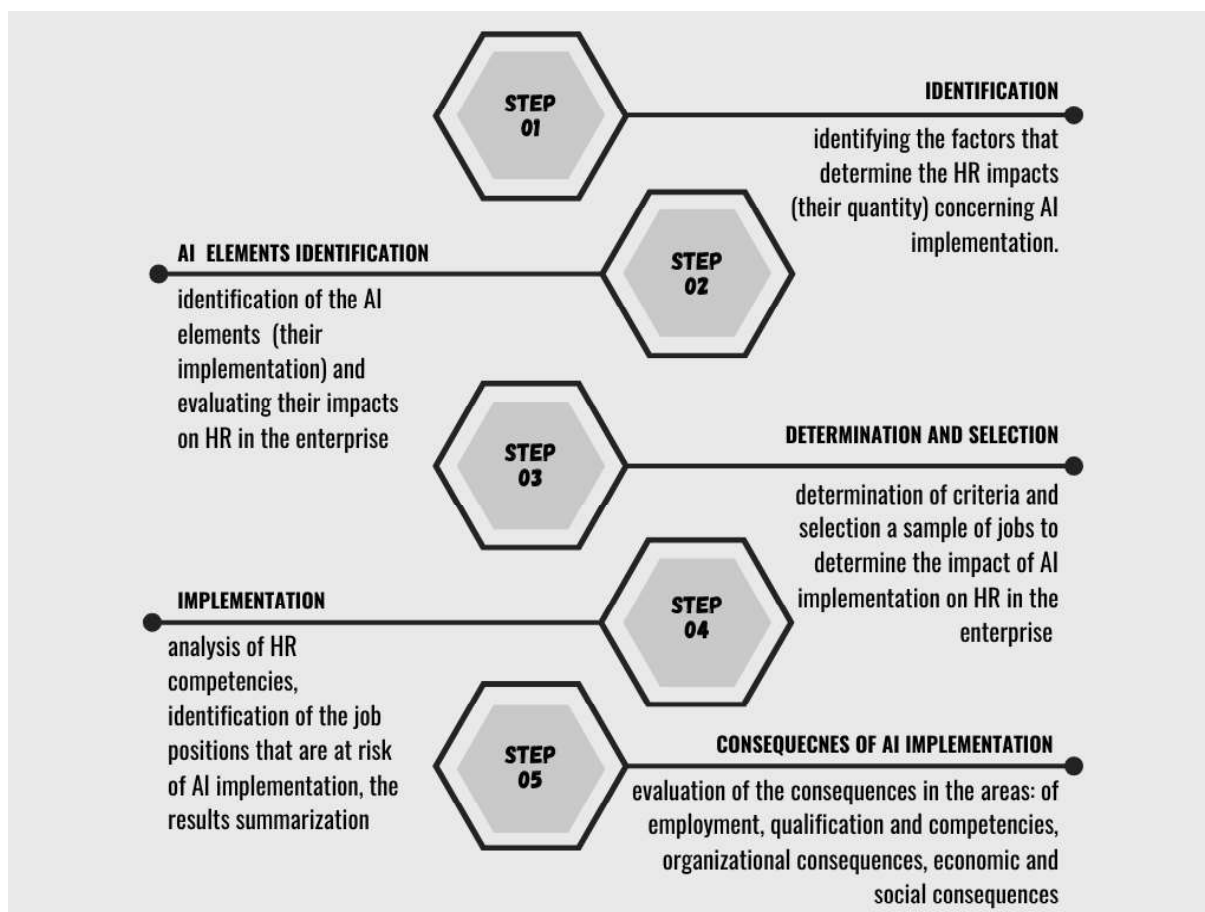 STEP
01
IDENTIFICATION
identifying the factors that
determine the HR impacts
(their quantity) concerning AI
implementation.
STEP
02
AI ELEMENTS IDENTIFICATION
identification of the AI
elements (their
implementation) and
evaluating their impacts
on HR in the enterprise
STEP
03
DETERMINATION AND SELECTION
determination of criteria and
selection a sample of jobs to
determine the impact of AI
implementation on HR in the
enterprise
STEP
04
IMPLEMENTATION
analysis of HR
competencies,
identification of the job
positions that are at risk
of AI implementation, the
results summarization
STEP
05
CONSEQUECNES OF AI IMPLEMENTATION
evaluation of the consequences in the areas: of
employment, qualification and competencies,
organizational consequences, economic and
social consequences